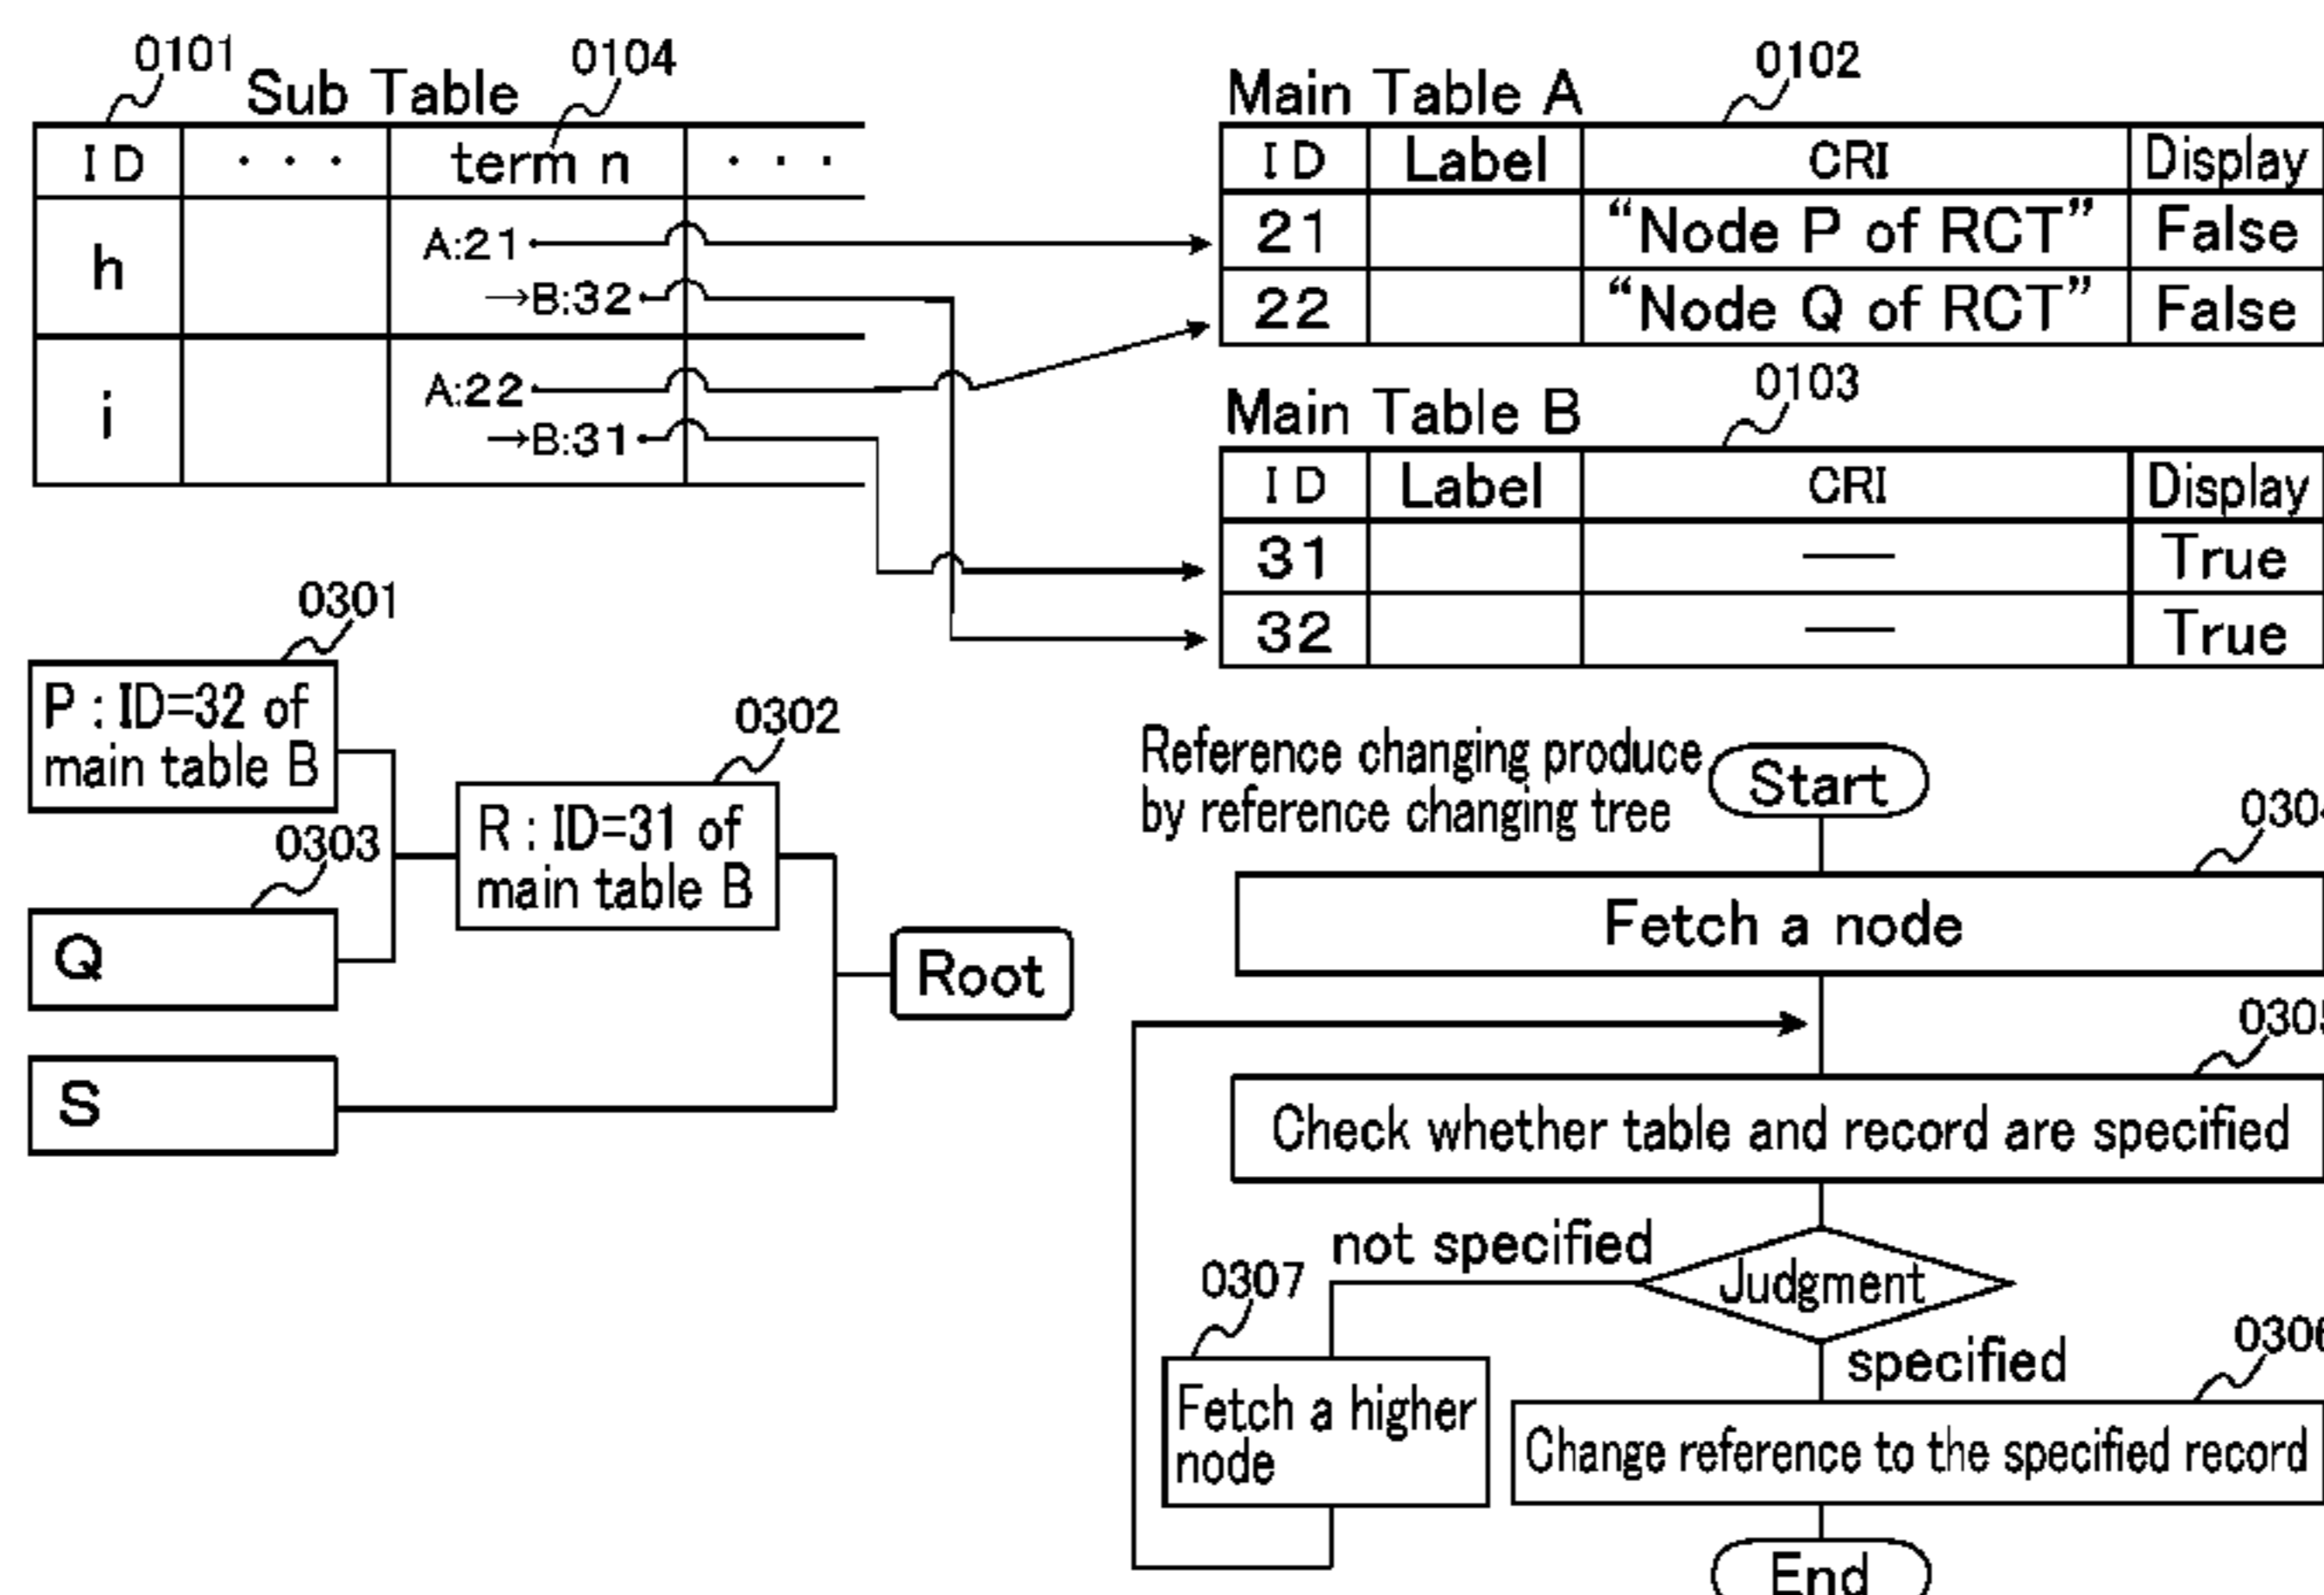 0101
0104
Sub Table
ID ・・・ term n ・・・
h
A:21
→B:32
i
A:22
→B:31
0102
Main Table A
ID Label CRI Display
21 “Node P of RCT” False
22 “Node Q of RCT” False
0103
Main Table B
ID Label CRI Display
31 — True
32 — True
0301
P : ID=32 of
main table B
0302
R : ID=31 of
main table B
0303
Q
S
Root
Reference changing produce
by reference changing tree
Start
0304
Fetch a node
0305
Check whether table and record are specified
Judgment
not specified
specified
0307
Fetch a higher
node
0306
Change reference to the specified record
End